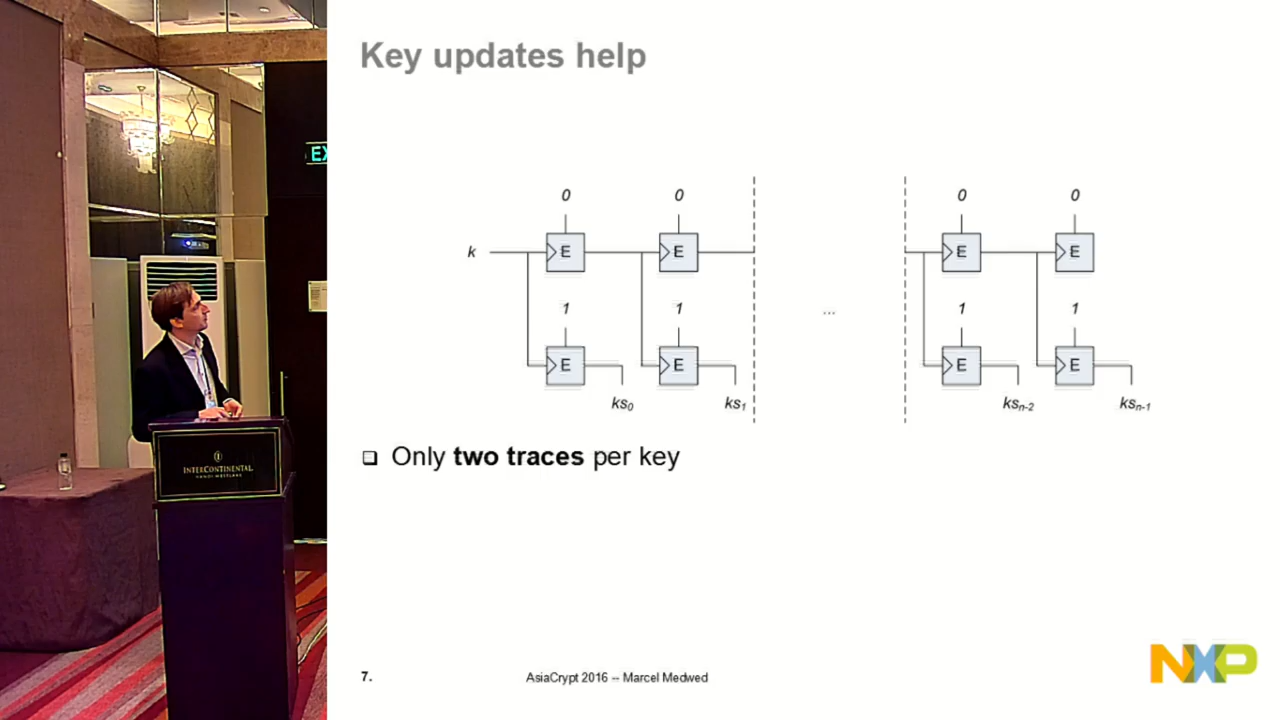 Key updates help
0 0 0 0
k E E E E
1 1 ... 1 1
E E E E
ks0 ks1 ksn-2 ksn-1
❑ Only two traces per key
EX
INTERCONTINENTAL
7. AsiaCrypt 2016 -- Marcel Medwed
NXP